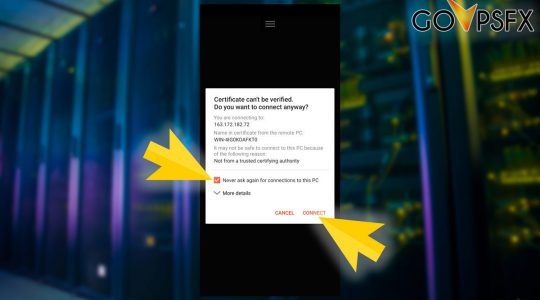 GOVPSFX
Certificate can't be verified.
Do you want to connect anyway?
You are connecting to:
163.172.182.72
Name in certificate from the remote PC:
WIN-4IG0KOAFKT0
It may not be safe to connect to this PC because
of the following reason:
Not from a trusted certifying authority
Never ask again for connections to this PC
More details
CANCEL
CONNECT